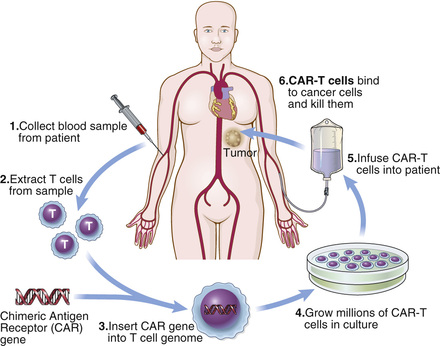 1.Collect blood sample
from patient
2.Extract T cells
from sample
T
T
T
Chimeric Antigen
Receptor (CAR)
gene
3.Insert CAR gene
into T cell genome
4.Grow millions of CAR-T
cells in culture
5.Infuse CAR-T
cells into patient
6.CAR-T cells bind
to cancer cells
and kill them
Tumor